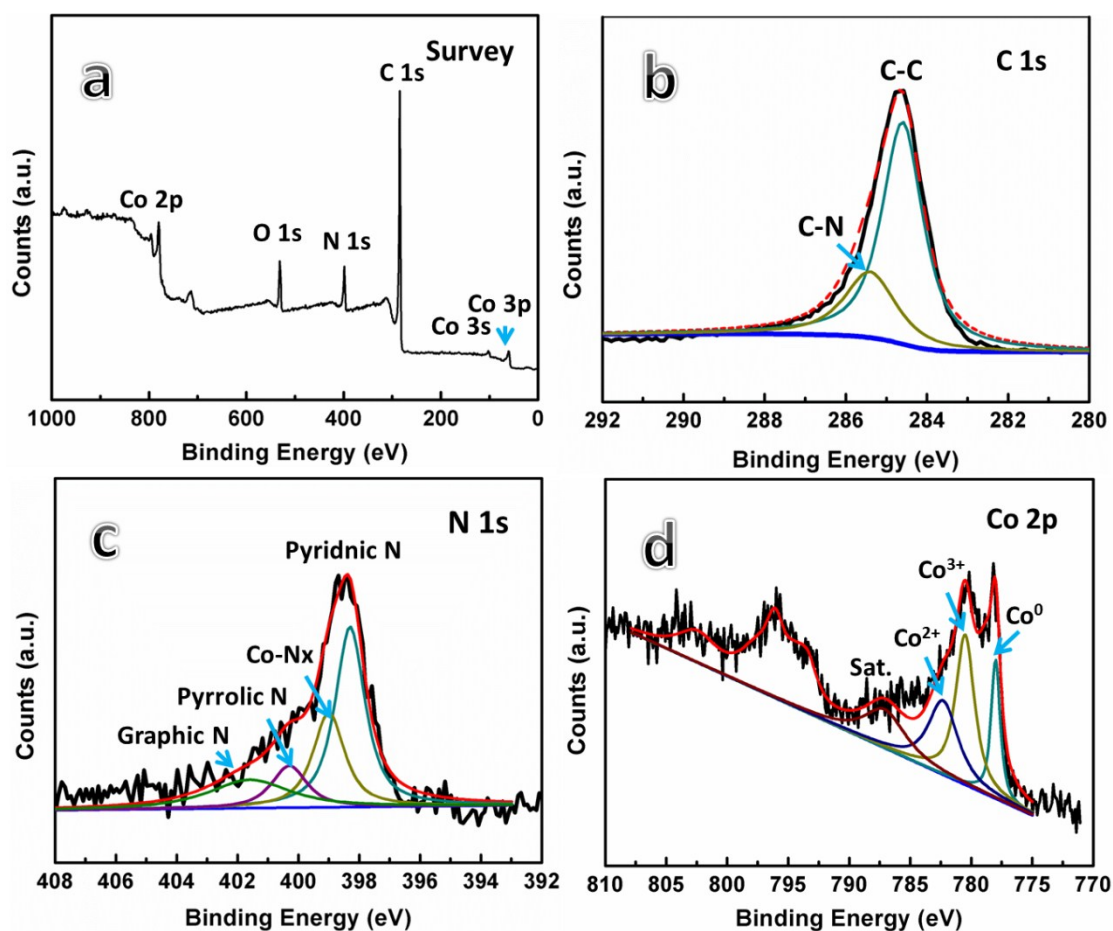 a
Survey
C 1s
Co 2p
O 1s
N 1s
Co 3p
Co 3s
Counts (a.u.)
1000 800 600 400 200 0
Binding Energy (eV)
b
C 1s
C-C
C-N
Counts (a.u.)
292 290 288 286 284 282 280
Binding Energy (eV)
c
N 1s
Pyridnic N
Co-Nx
Pyrrolic N
Graphic N
Counts (a.u.)
408 406 404 402 400 398 396 394 392
Binding Energy (eV)
d
Co 2p
Co³⁺
Co⁰
Co²⁺
Sat.
Counts (a.u.)
810 805 800 795 790 785 780 775 770
Binding Energy (eV)